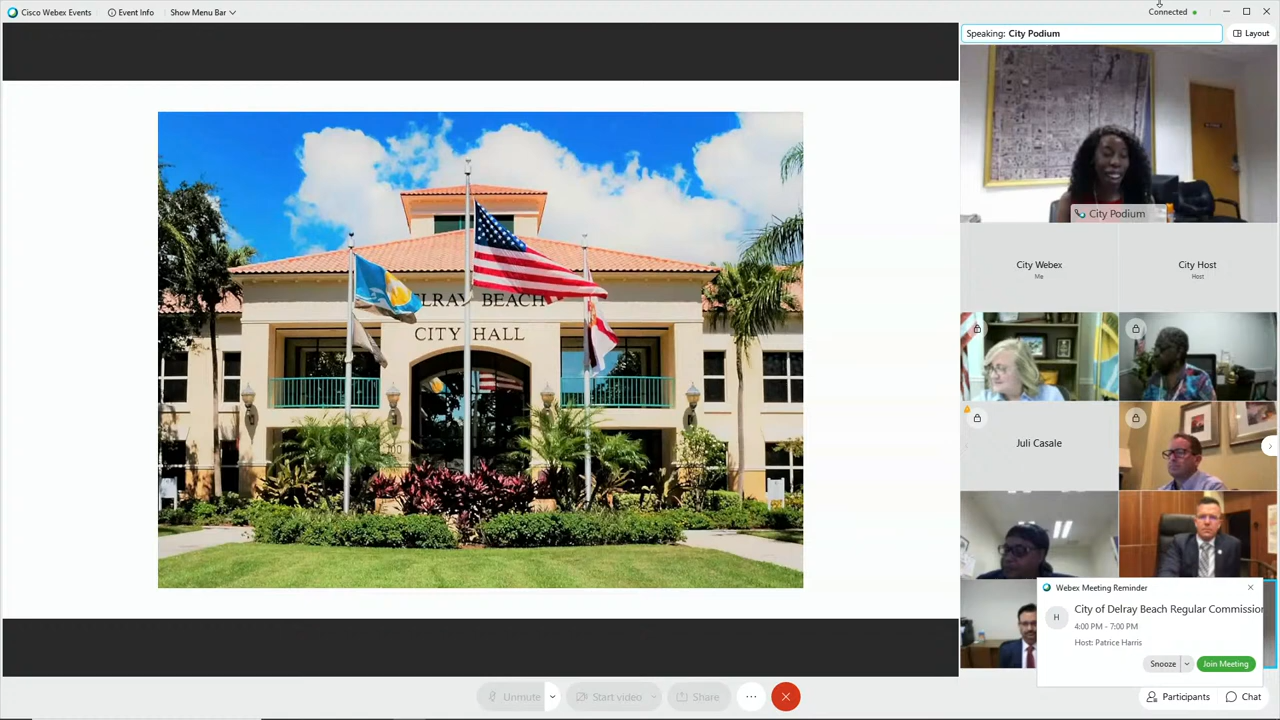 Cisco Webex Events
Event Info
Show Menu Bar
Connected
Speaking: City Podium
Layout
City Podium
City Webex
Me
City Host
Host
Juli Casale
ELRAY BEACH
CITY HALL
100
Webex Meeting Reminder
H
City of Delray Beach Regular Commission
4:00 PM - 7:00 PM
Host: Patrice Harris
Snooze
Join Meeting
Unmute
Start video
Share
Participants
Chat